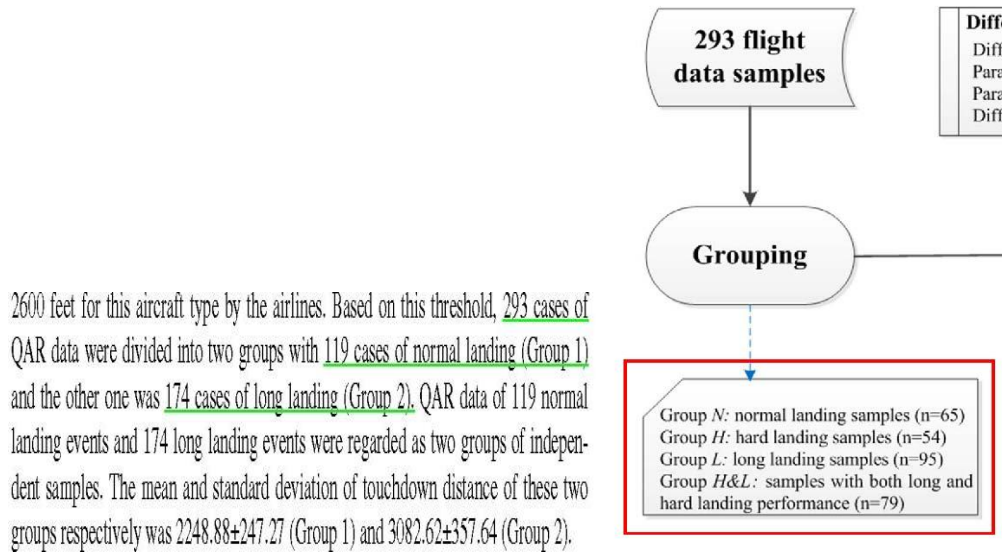 2600 feet for this aircraft type by the airlines. Based on this threshold, 293 cases of
QAR data were divided into two groups with 119 cases of normal landing (Group 1)
and the other one was 174 cases of long landing (Group 2). QAR data of 119 normal
landing events and 174 long landing events were regarded as two groups of indepen-
dent samples. The mean and standard deviation of touchdown distance of these two
groups respectively was 2248.88±247.27 (Group 1) and 3082.62±357.64 (Group 2).
293 flight
data samples
Grouping
Group N: normal landing samples (n=65)
Group H: hard landing samples (n=54)
Group L: long landing samples (n=95)
Group H&L: samples with both long and
hard landing performance (n=79)